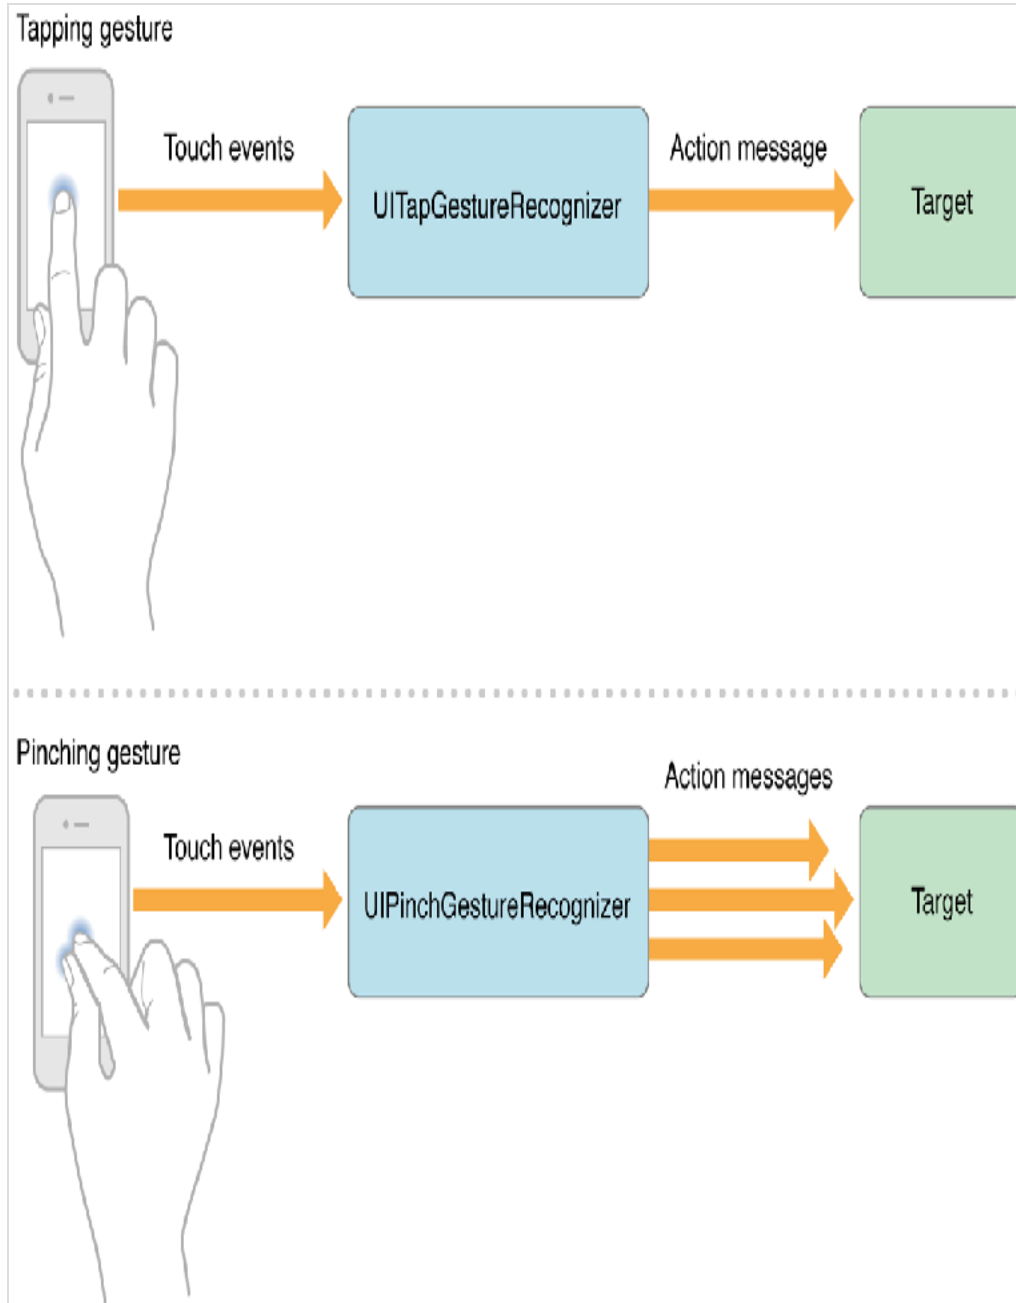 Tapping gesture
Touch events
Action message
UITapGestureRecognizer
Target
Pinching gesture
Action messages
Touch events
UIPinchGestureRecognizer
Target